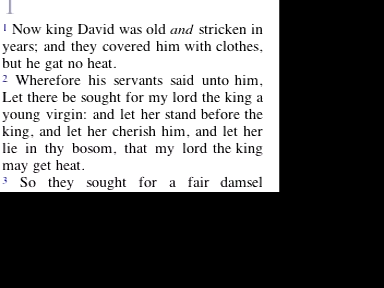 1
1 Now king David was old and stricken in
years; and they covered him with clothes,
but he gat no heat.
2 Wherefore his servants said unto him,
Let there be sought for my lord the king a
young virgin: and let her stand before the
king, and let her cherish him, and let her
lie in thy bosom, that my lord the king
may get heat.
3 So they sought for a fair damsel